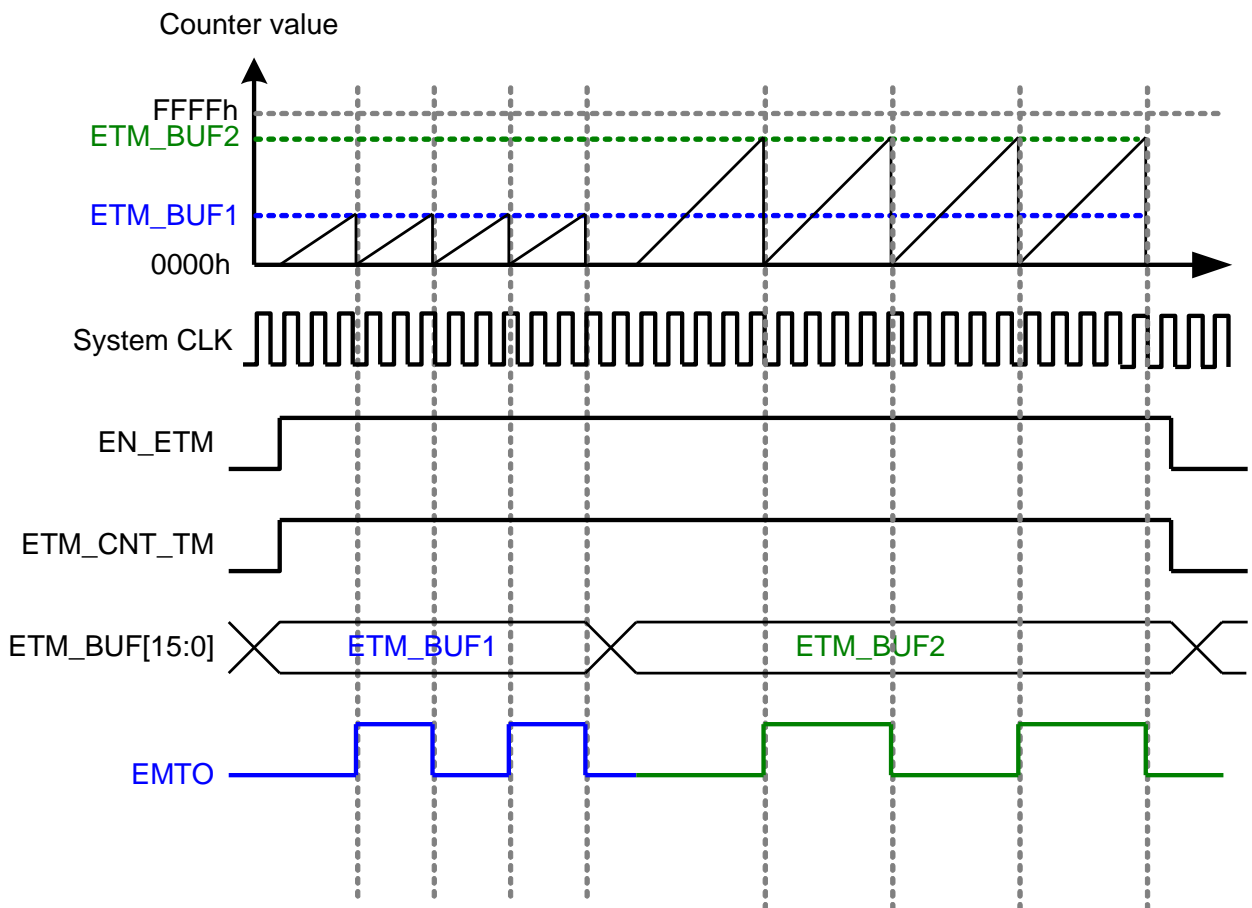 Counter value
FFFFh
ETM_BUF2
ETM_BUF1
0000h
System CLK
EN_ETM
ETM_CNT_TM
ETM_BUF[15:0]
ETM_BUF1
ETM_BUF2
EMTO